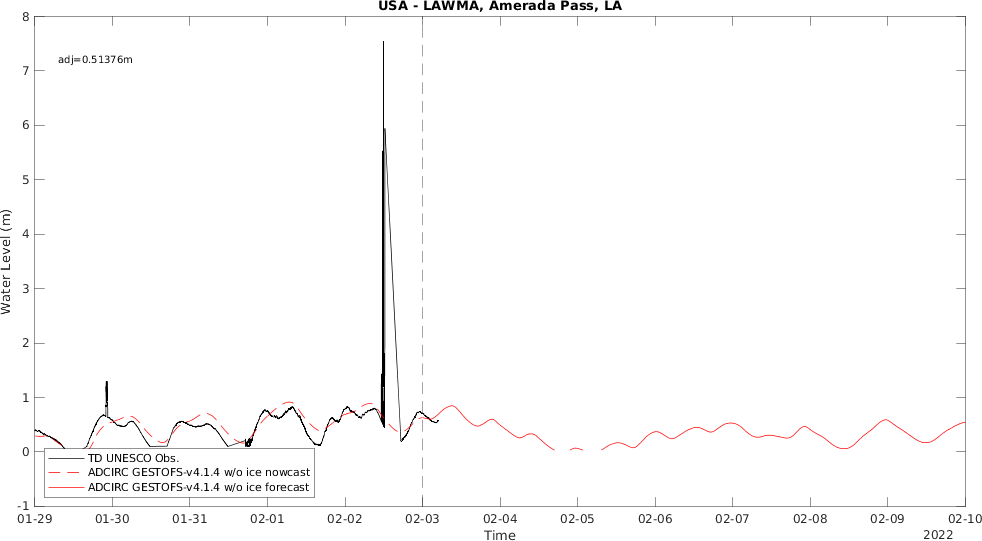 USA - LAWMA, Amerada Pass, LA
adj=0.51376m
Water Level (m)
8
7
6
5
4
3
2
1
0
-1
TD UNESCO Obs.
ADCIRC GESTOFS-v4.1.4 w/o ice nowcast
ADCIRC GESTOFS-v4.1.4 w/o ice forecast
01-29 01-30 01-31 02-01 02-02 02-03 02-04 02-05 02-06 02-07 02-08 02-09 02-10
Time
2022